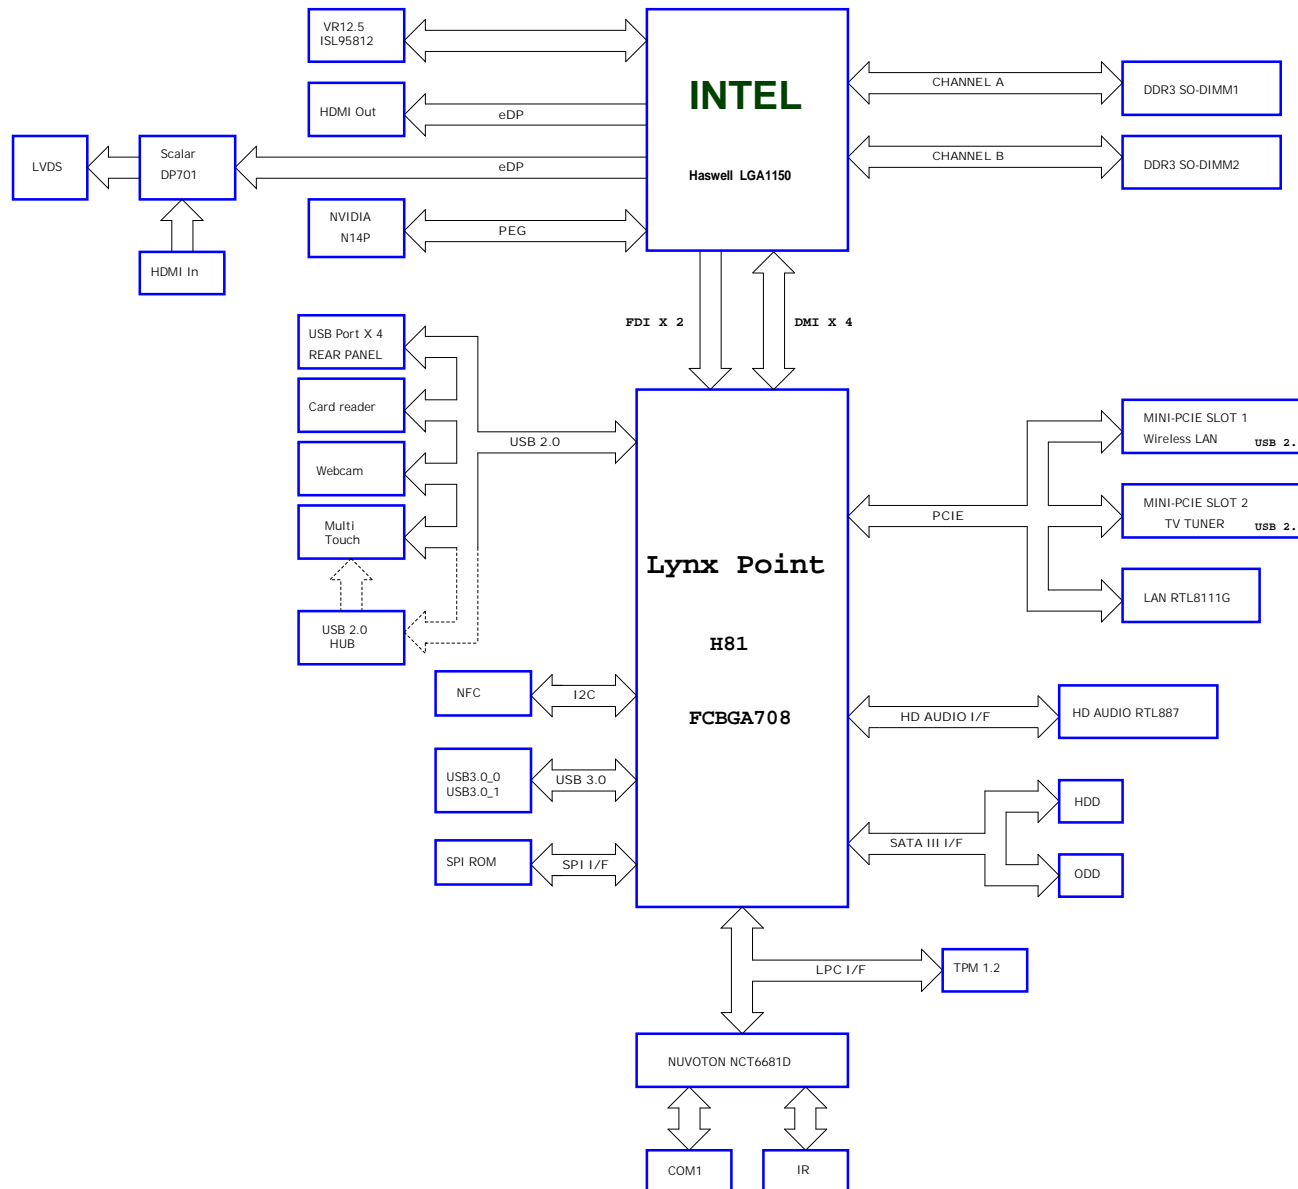 VR12.5
ISL95812
INTEL
Haswell LGA1150
CHANNEL A
DDR3 SO-DIMM1
HDMI Out
eDP
LVDS
Scalar
DP701
eDP
CHANNEL B
DDR3 SO-DIMM2
NVIDIA
N14P
PEG
HDMI In
FDI X 2
DMI X 4
USB Port X 4
REAR PANEL
Card reader
Webcam
Multi
Touch
USB 2.0
HUB
USB 2.0
Lynx Point
H81
FCBGA708
PCIE
MINI-PCIE SLOT 1
Wireless LAN
USB 2.
MINI-PCIE SLOT 2
TV TUNER
USB 2.
LAN RTL8111G
NFC
I2C
HD AUDIO I/F
HD AUDIO RTL887
USB3.0_0
USB3.0_1
USB 3.0
SPI ROM
SPI I/F
SATA III I/F
HDD
ODD
LPC I/F
TPM 1.2
NUVOTON NCT6681D
COM1
IR